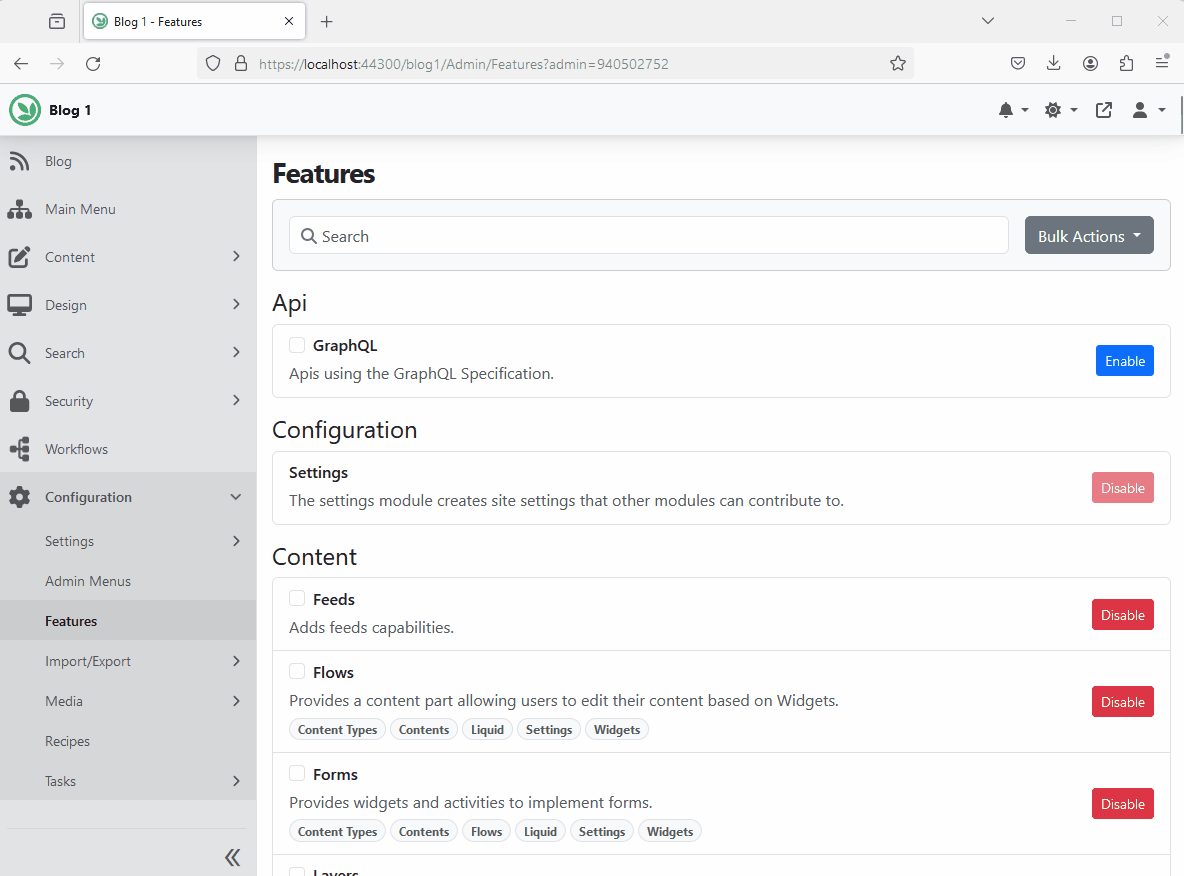 Blog 1 - Features
https://localhost:44300/blog1/Admin/Features?admin=940502752
Blog 1
Blog
Main Menu
Content
Design
Search
Security
Workflows
Configuration
Settings
Admin Menus
Features
Import/Export
Media
Recipes
Tasks
Features
Search
Bulk Actions
Api
GraphQL
Apis using the GraphQL Specification.
Enable
Configuration
Settings
The settings module creates site settings that other modules can contribute to.
Disable
Content
Feeds
Adds feeds capabilities.
Disable
Flows
Provides a content part allowing users to edit their content based on Widgets.
Content Types Contents Liquid Settings Widgets
Disable
Forms
Provides widgets and activities to implement forms.
Content Types Contents Flows Liquid Settings Widgets
Disable
Layers